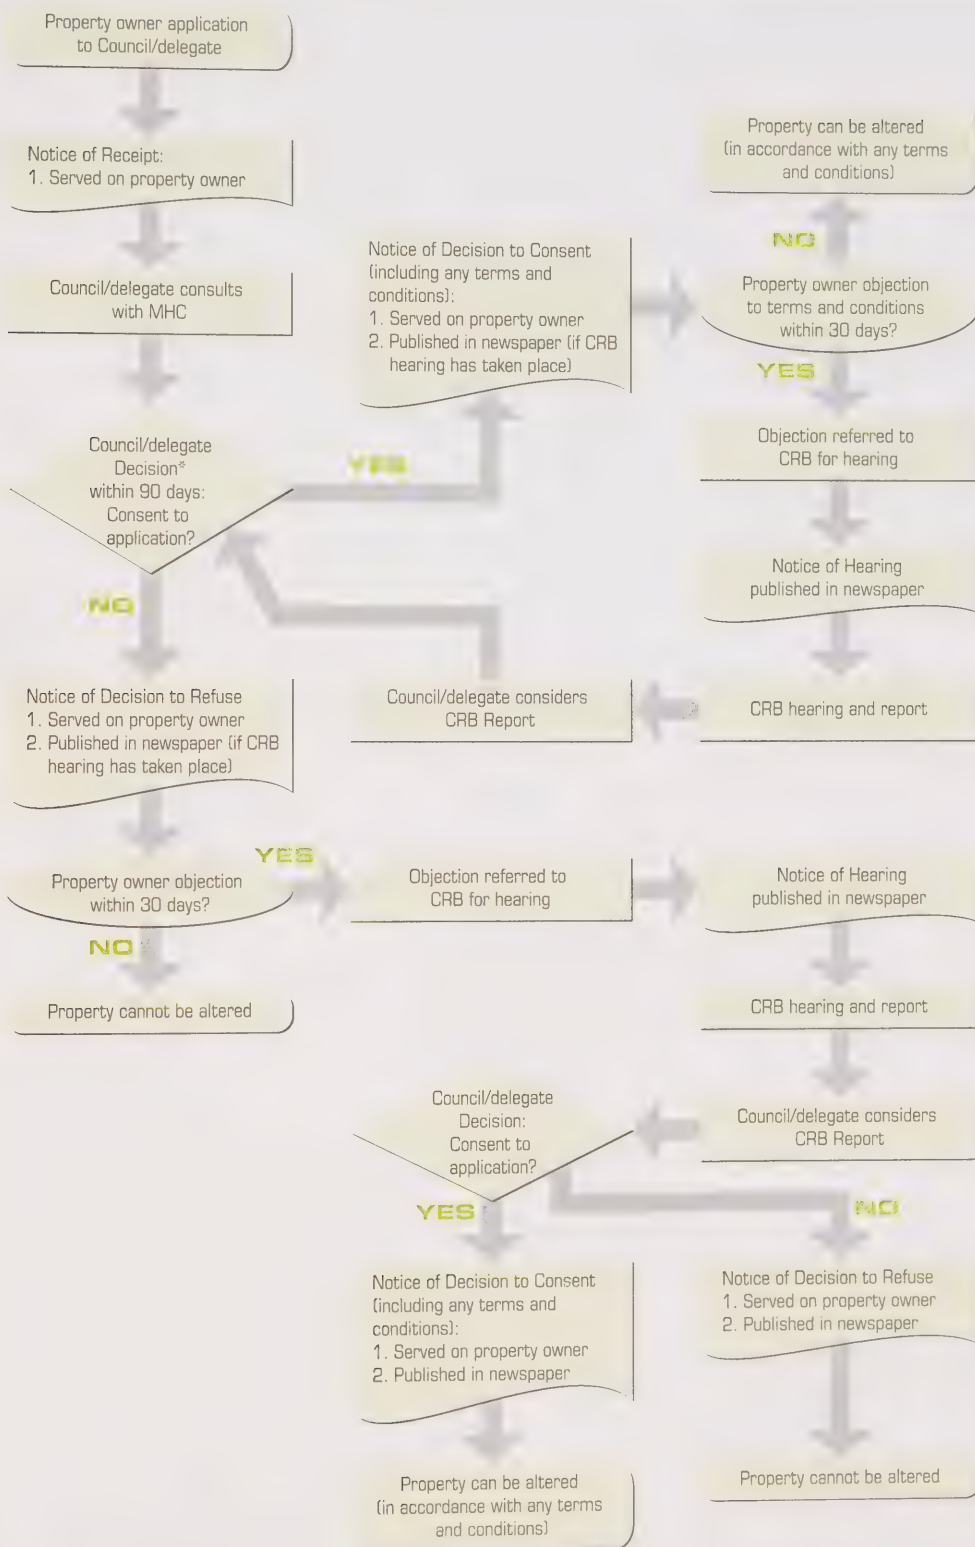 Property owner application
to Council/delegate
Notice of Receipt:
1. Served on property owner
Council/delegate consults
with MHC
Council/delegate
Decision*
within 90 days:
Consent to
application?
YES
NO
Notice of Decision to Consent
(including any terms and
conditions):
1. Served on property owner
2. Published in newspaper (if CRB
hearing has taken place)
Property can be altered
(in accordance with any terms
and conditions)
NO
Property owner objection
to terms and conditions
within 30 days?
YES
Objection referred to
CRB for hearing
Notice of Hearing
published in newspaper
CRB hearing and report
Council/delegate considers
CRB Report
Notice of Decision to Refuse
1. Served on property owner
2. Published in newspaper (if CRB
hearing has taken place)
Property owner objection
within 30 days?
YES
NO
Property cannot be altered
Objection referred to
CRB for hearing
Notice of Hearing
published in newspaper
CRB hearing and report
Council/delegate considers
CRB Report
Council/delegate
Decision:
Consent to
application?
YES
NO
Notice of Decision to Consent
(including any terms and
conditions):
1. Served on property owner
2. Published in newspaper
Notice of Decision to Refuse
1. Served on property owner
2. Published in newspaper
Property can be altered
(in accordance with any terms
and conditions)
Property cannot be altered